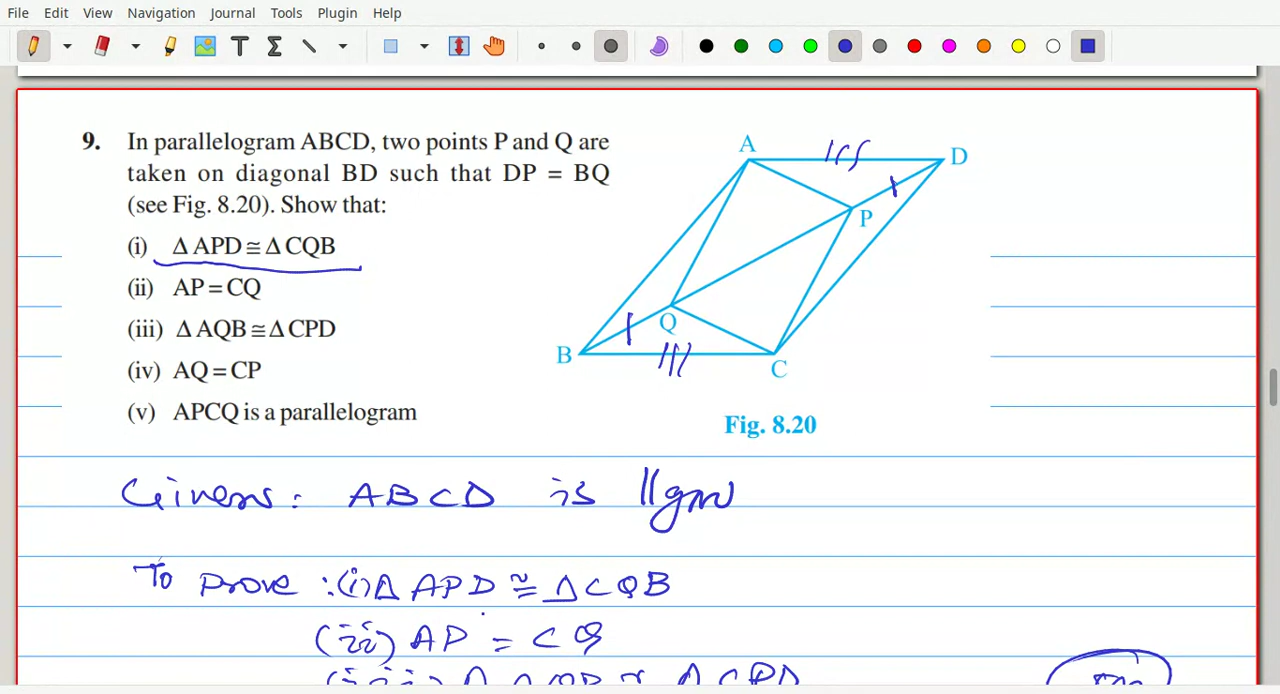 File Edit View Navigation Journal Tools Plugin Help
9. In parallelogram ABCD, two points P and Q are
taken on diagonal BD such that DP = BQ
(see Fig. 8.20). Show that:
(i) Δ APD ≅ Δ CQB
(ii) AP = CQ
(iii) Δ AQB ≅ Δ CPD
(iv) AQ = CP
(v) APCQ is a parallelogram
A
D
P
Q
B
C
Fig. 8.20
Givens: ABCD is ||gm
To prove :(i) Δ APD ≅ Δ CQB
(ii) AP = CQ